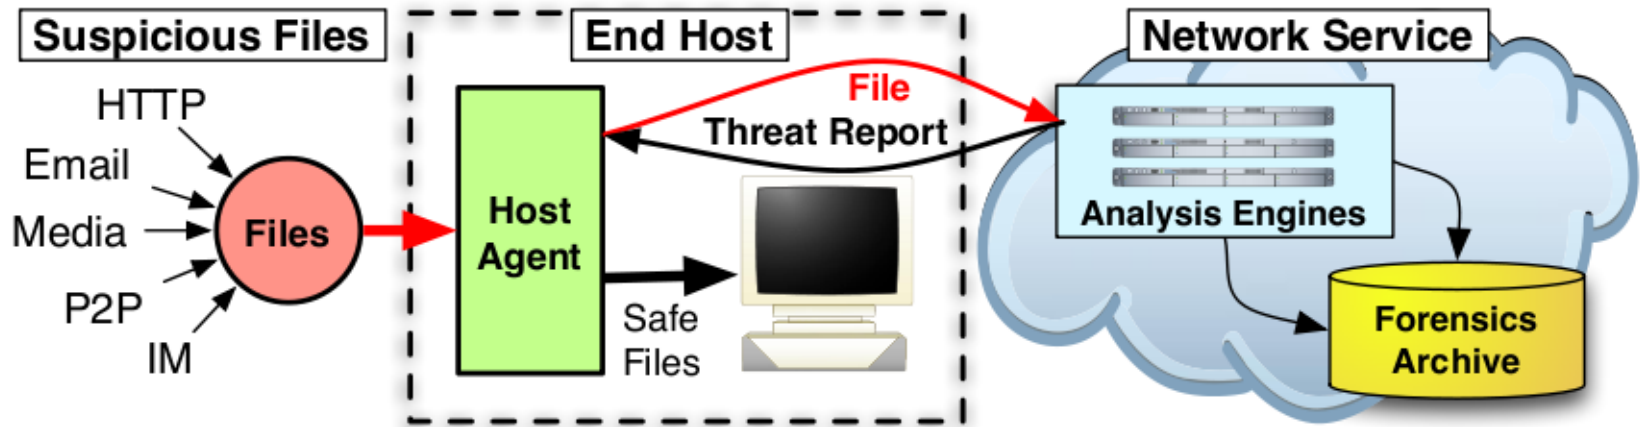 Suspicious Files
HTTP
Email
Media
P2P
IM
Files
End Host
Host
Agent
File
Threat Report
Safe
Files
Network Service
Analysis Engines
Forensics
Archive